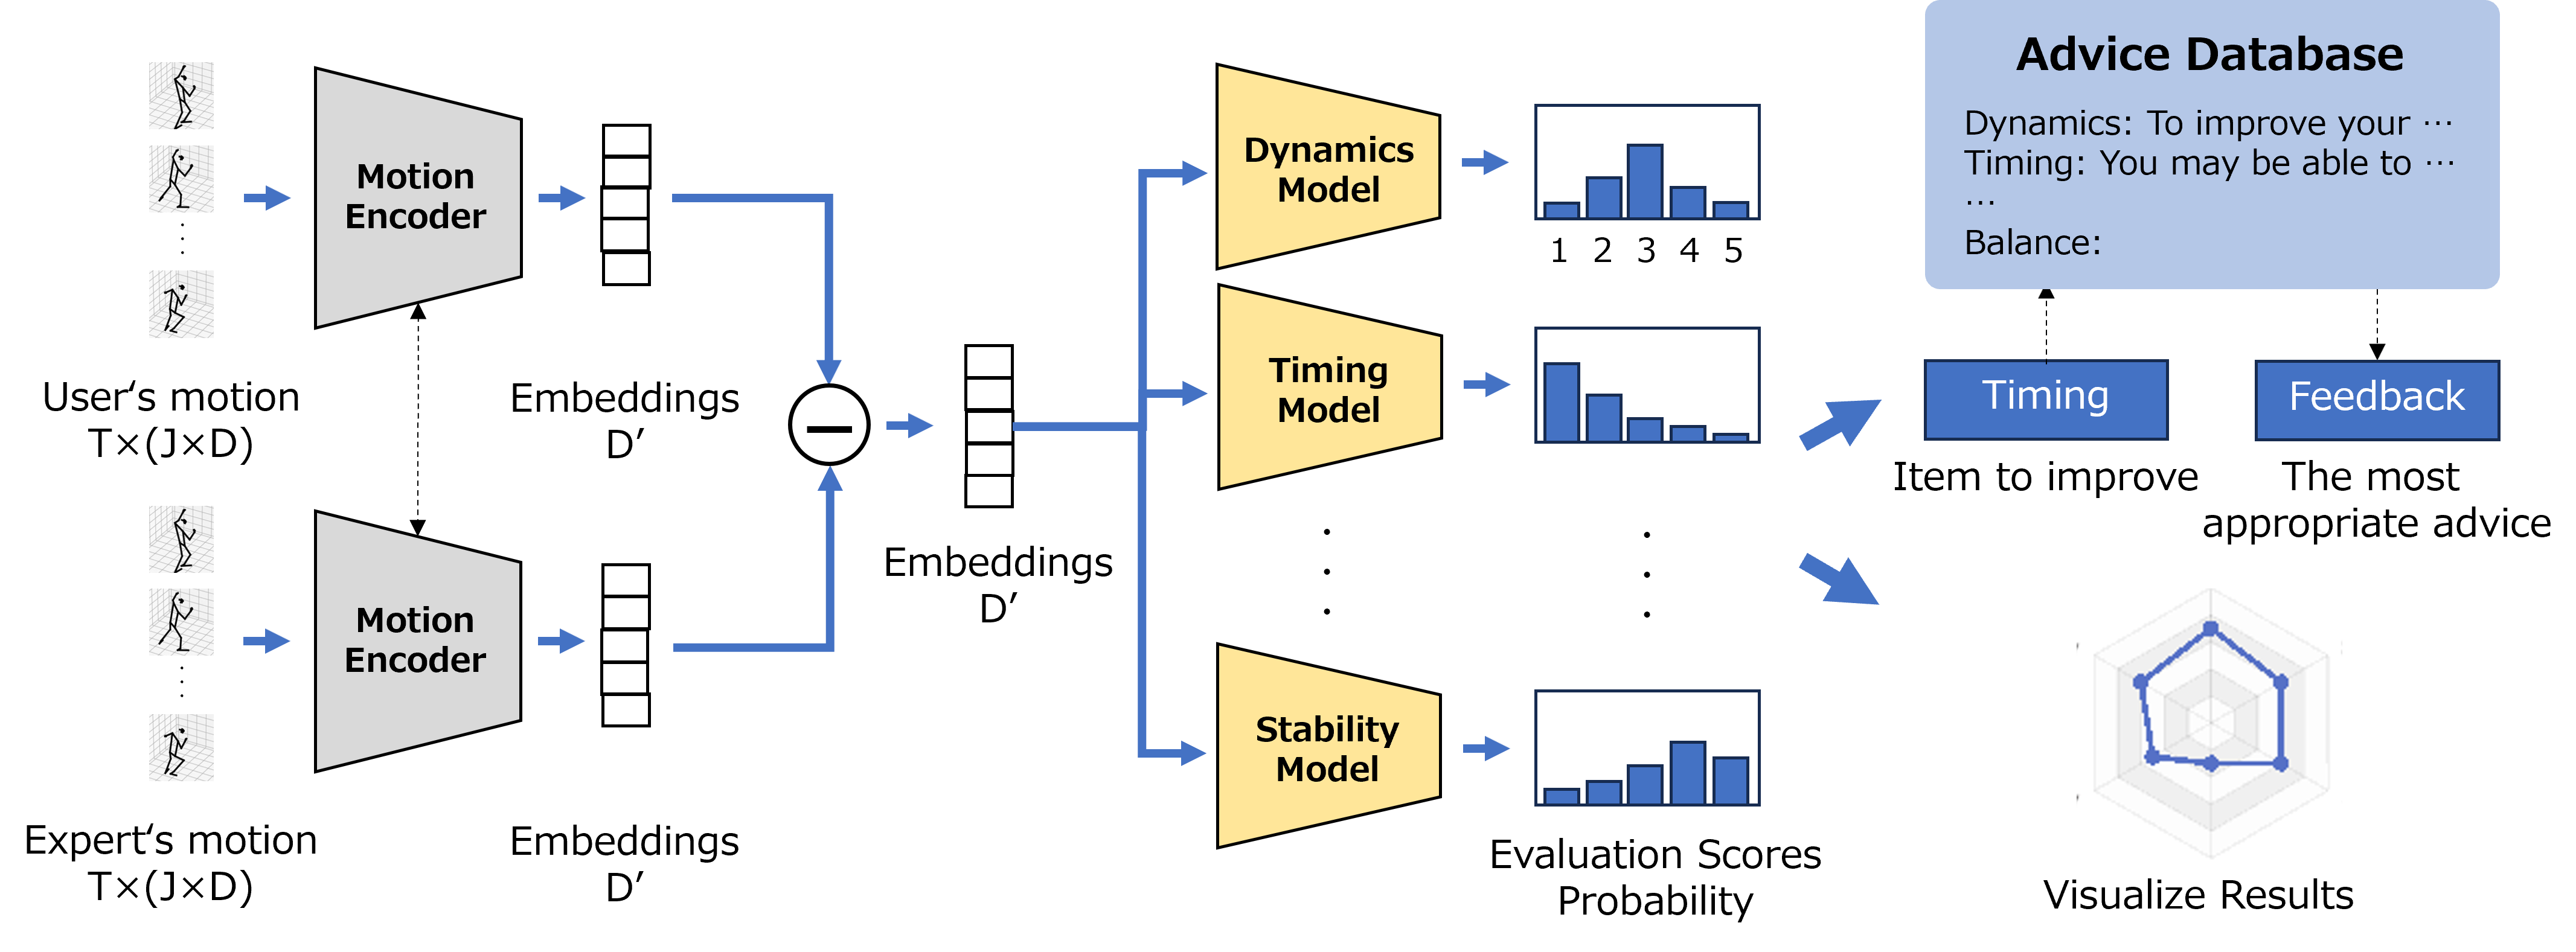 User‘s motion
T×(J×D)
Expert‘s motion
T×(J×D)
Motion
Encoder
Motion
Encoder
Embeddings
D’
Embeddings
D’
Embeddings
D’
Dynamics
Model
Timing
Model
Stability
Model
1 2 3 4 5
Evaluation Scores
Probability
Advice Database
Dynamics: To improve your ⋯
Timing: You may be able to ⋯
⋯
Balance:
Timing
Item to improve
Feedback
The most
appropriate advice
Visualize Results